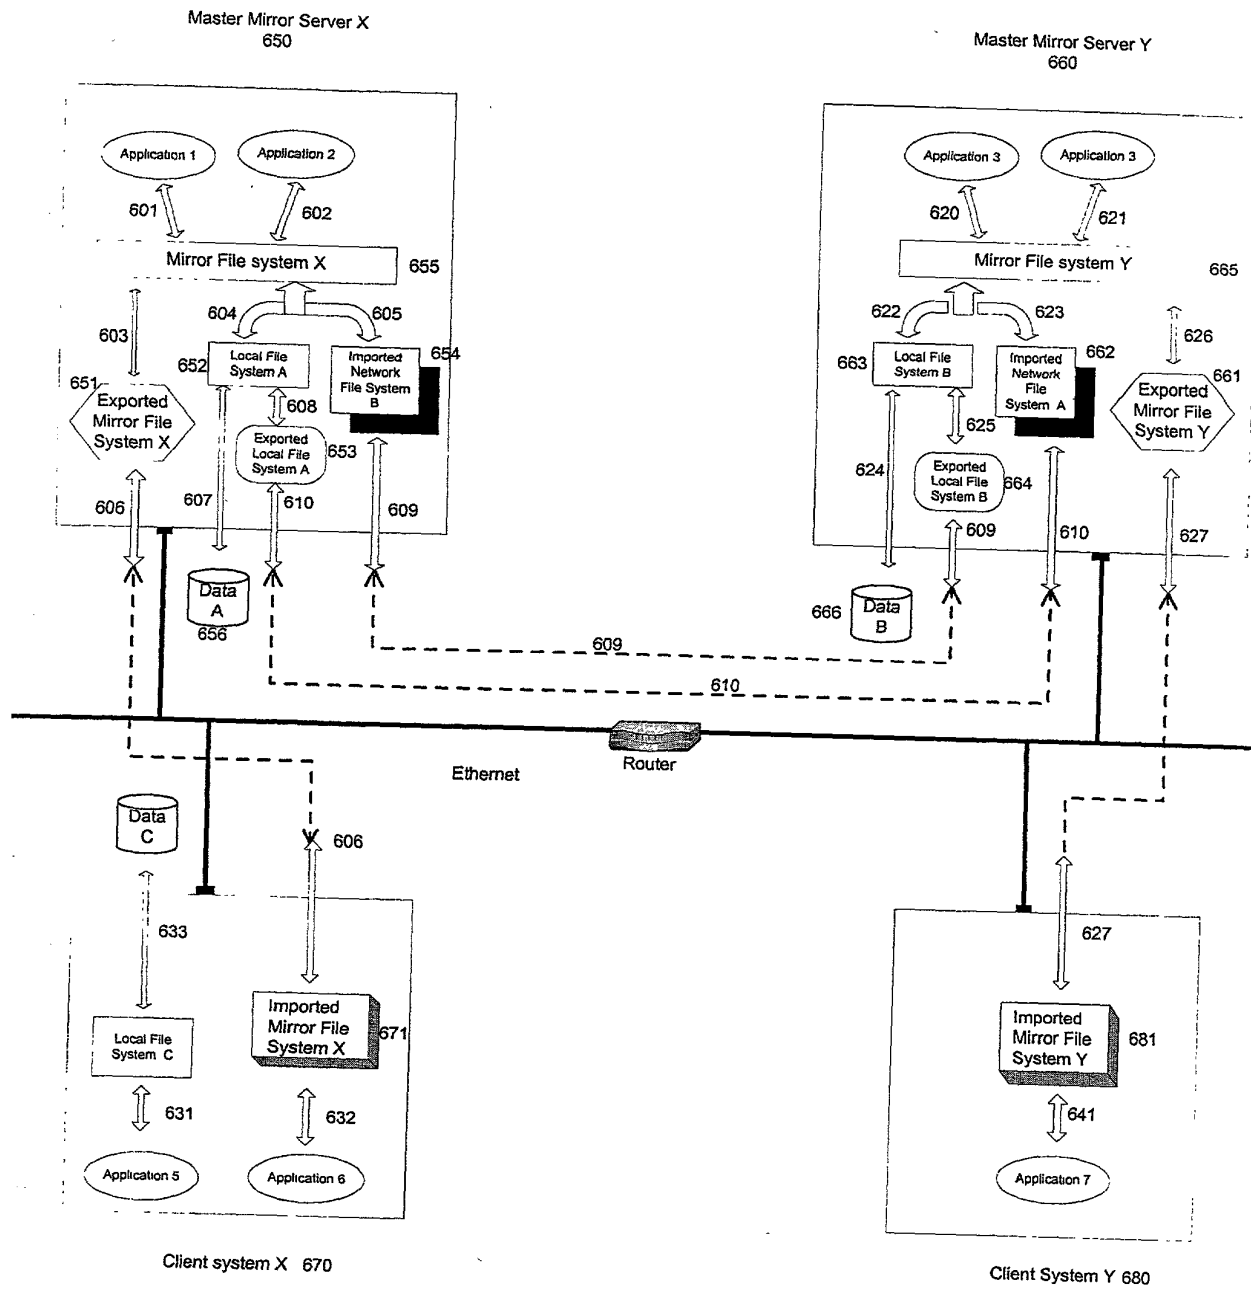 Master Mirror Server X
650
Master Mirror Server Y
660
Application 1
Application 2
601
602
Mirror File system X
655
603
604
605
652
Local File
System A
Imported
Network
File System
B
654
651
Exported
Mirror File
System X
608
Exported
Local File
System A
653
606
607
610
609
Data
A
656
Application 3
Application 3
620
621
Mirror File system Y
665
622
623
626
663
Local File
System B
Imported
Network
File
System A
662
661
Exported
Mirror File
System Y
625
624
Exported
Local File
System B
664
609
610
627
666
Data
B
609
610
Ethernet
Router
Data
C
606
633
Local File
System C
Imported
Mirror File
System X
671
631
632
Application 5
Application 6
Client system X 670
627
Imported
Mirror File
System Y
681
641
Application 7
Client System Y 680